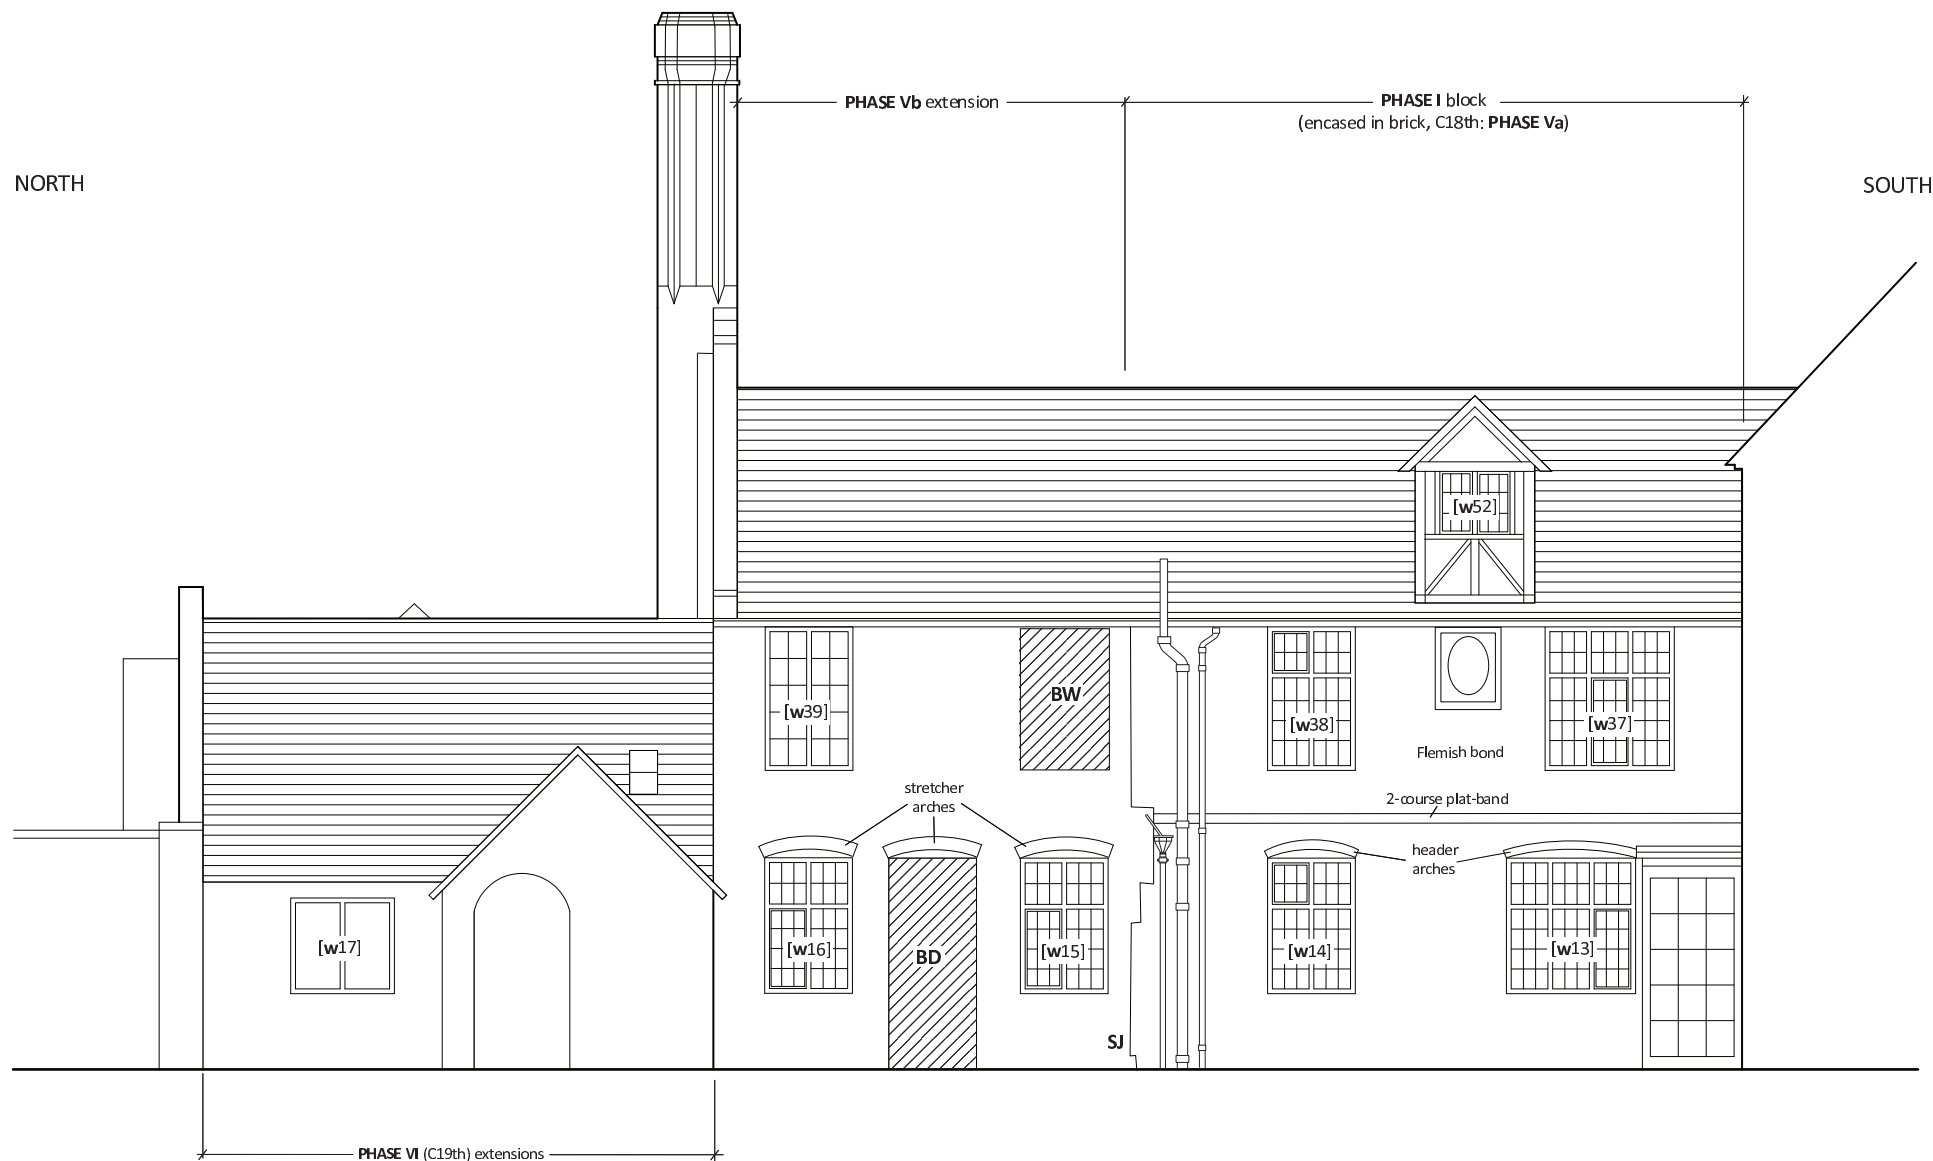 PHASE Vb extension
PHASE I block
(encased in brick, C18th: PHASE Va)
NORTH
SOUTH
[w52]
BW
[w39]
[w38]
[w37]
Flemish bond
stretcher
arches
2-course plat-band
header
arches
[w17]
[w16]
BD
[w15]
[w14]
[w13]
SJ
PHASE VI (C19th) extensions